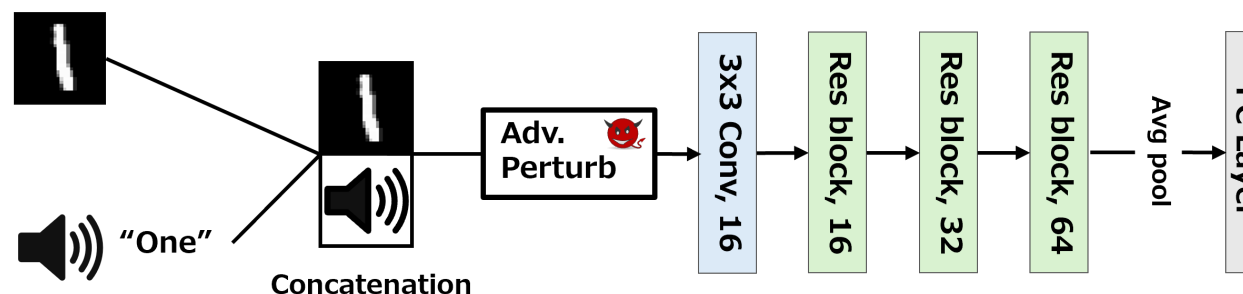 “One”
Concatenation
Adv.
Perturb
3x3 Conv, 16
Res block, 16
Res block, 32
Res block, 64
Avg pool